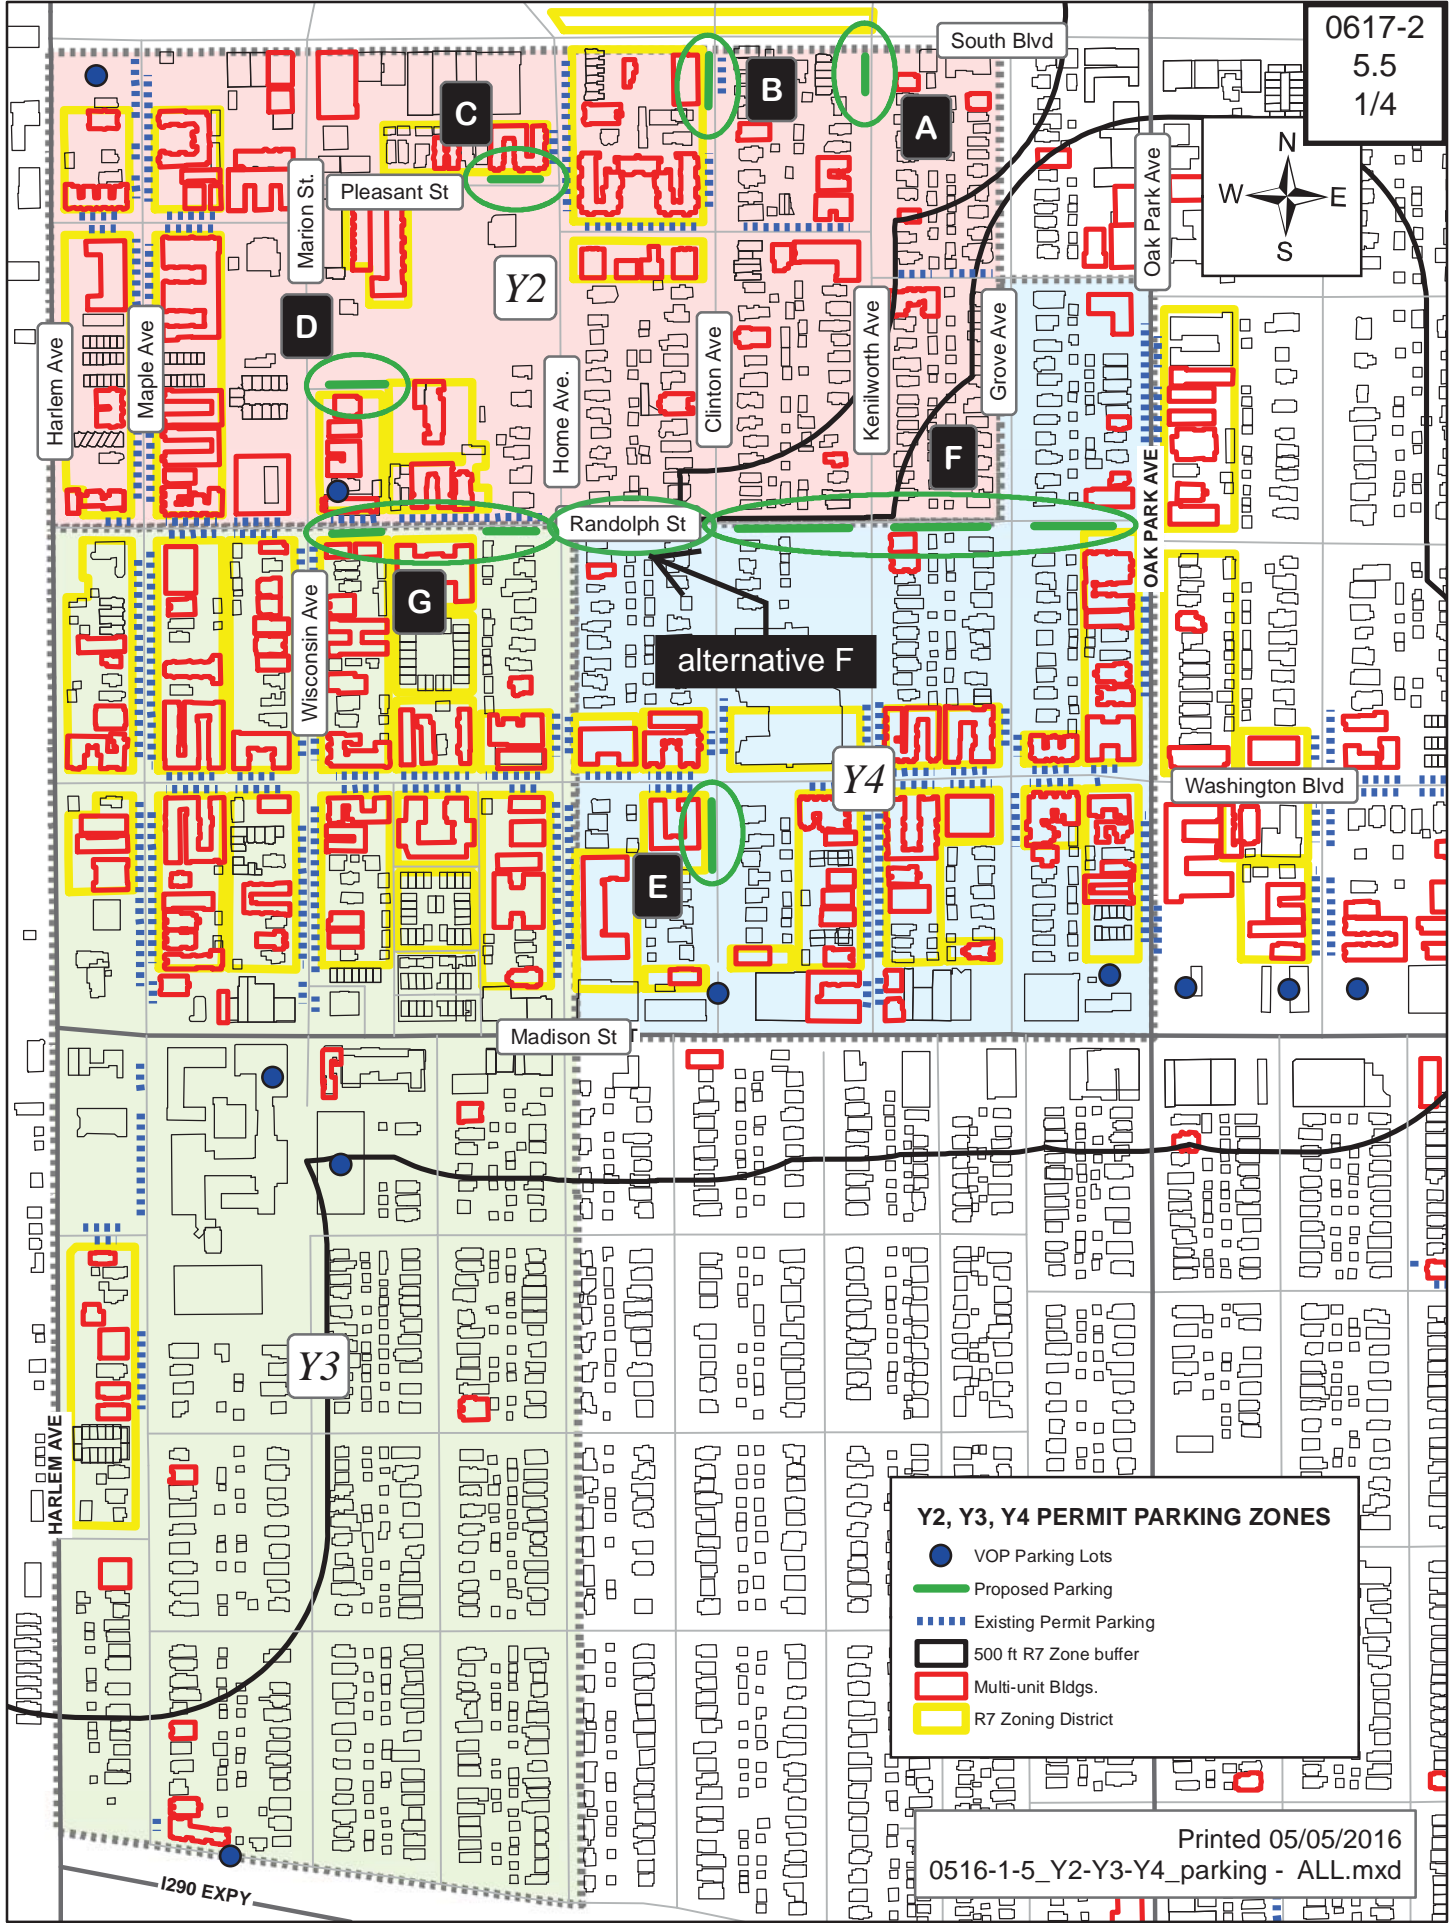 South Blvd
0617-2
5.5
1/4
C
B
A
N
W
E
S
Pleasant St
Marion St.
Oak Park Ave
Y2
D
Harlem Ave
Maple Ave
Home Ave.
Clinton Ave
Kenilworth Ave
Grove Ave
F
Randolph St
OAK PARK AVE
G
Wisconsin Ave
alternative F
Y4
Washington Blvd
E
Madison St
T
Y3
HARLEM AVE
Y2, Y3, Y4 PERMIT PARKING ZONES
VOP Parking Lots
Proposed Parking
Existing Permit Parking
500 ft R7 Zone buffer
Multi-unit Bldgs.
R7 Zoning District
Printed 05/05/2016
0516-1-5_Y2-Y3-Y4_parking - ALL.mxd
I290 EXPY